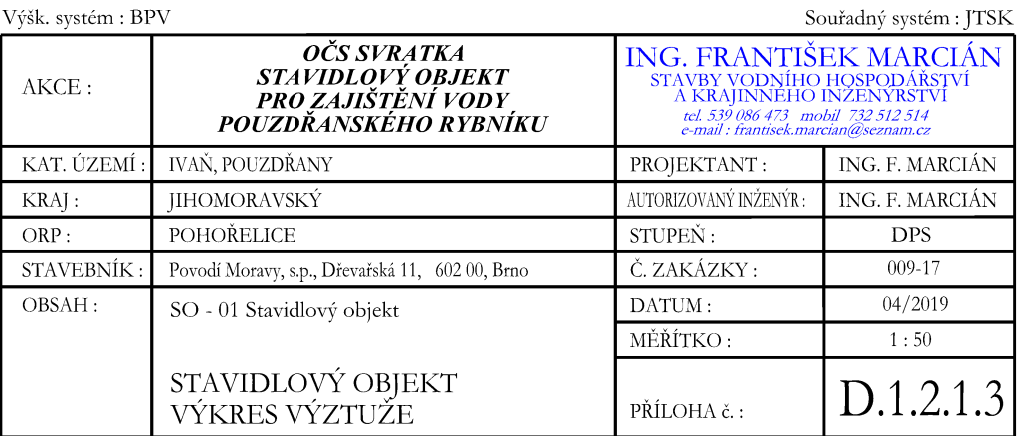 Výšk. systém : BPV
Souřadný systém : JTSK
AKCE :
OČS SVRATKA
STAVIDLOVÝ OBJEKT
PRO ZAJIŠTĚNÍ VODY
POUZDŘANSKÉHO RYBNÍKU
ING. FRANTIŠEK MARCIÁN
STAVBY VODNÍHO HOSPODÁŘSTVÍ
A KRAJINNÉHO INŽENÝRSTVÍ
tel. 539 086 473 mobil 732 512 514
e-mail : frantisek.marcian@seznam.cz
KAT. ÚZEMÍ : IVAŇ, POUZDŘANY
PROJEKTANT : ING. F. MARCIÁN
KRAJ : JIHOMORAVSKÝ
AUTORIZOVANÝ INŽENÝR : ING. F. MARCIÁN
ORP : POHOŘELICE
STUPEŇ : DPS
STAVEBNÍK : Povodí Moravy, s.p., Dřevařská 11, 602 00, Brno
Č. ZAKÁZKY : 009-17
OBSAH : SO - 01 Stavidlový objekt
DATUM : 04/2019
MĚŘÍTKO : 1 : 50
STAVIDLOVÝ OBJEKT
VÝKRES VÝZTUŽE
PŘÍLOHA č. : D.1.2.1.3